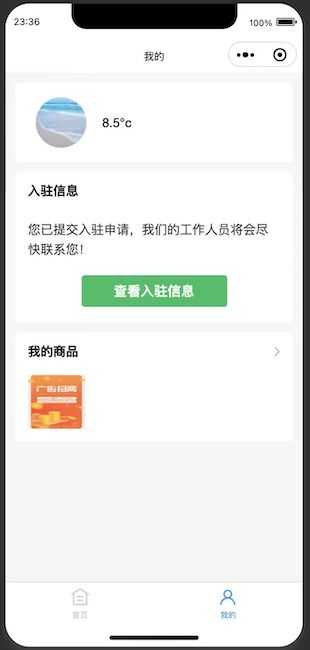 23:36
100%
我的
8.5°c
入驻信息
您已提交入驻申请，我们的工作人员将会尽
快联系您！
查看入驻信息
我的商品
广告招商
首页
我的